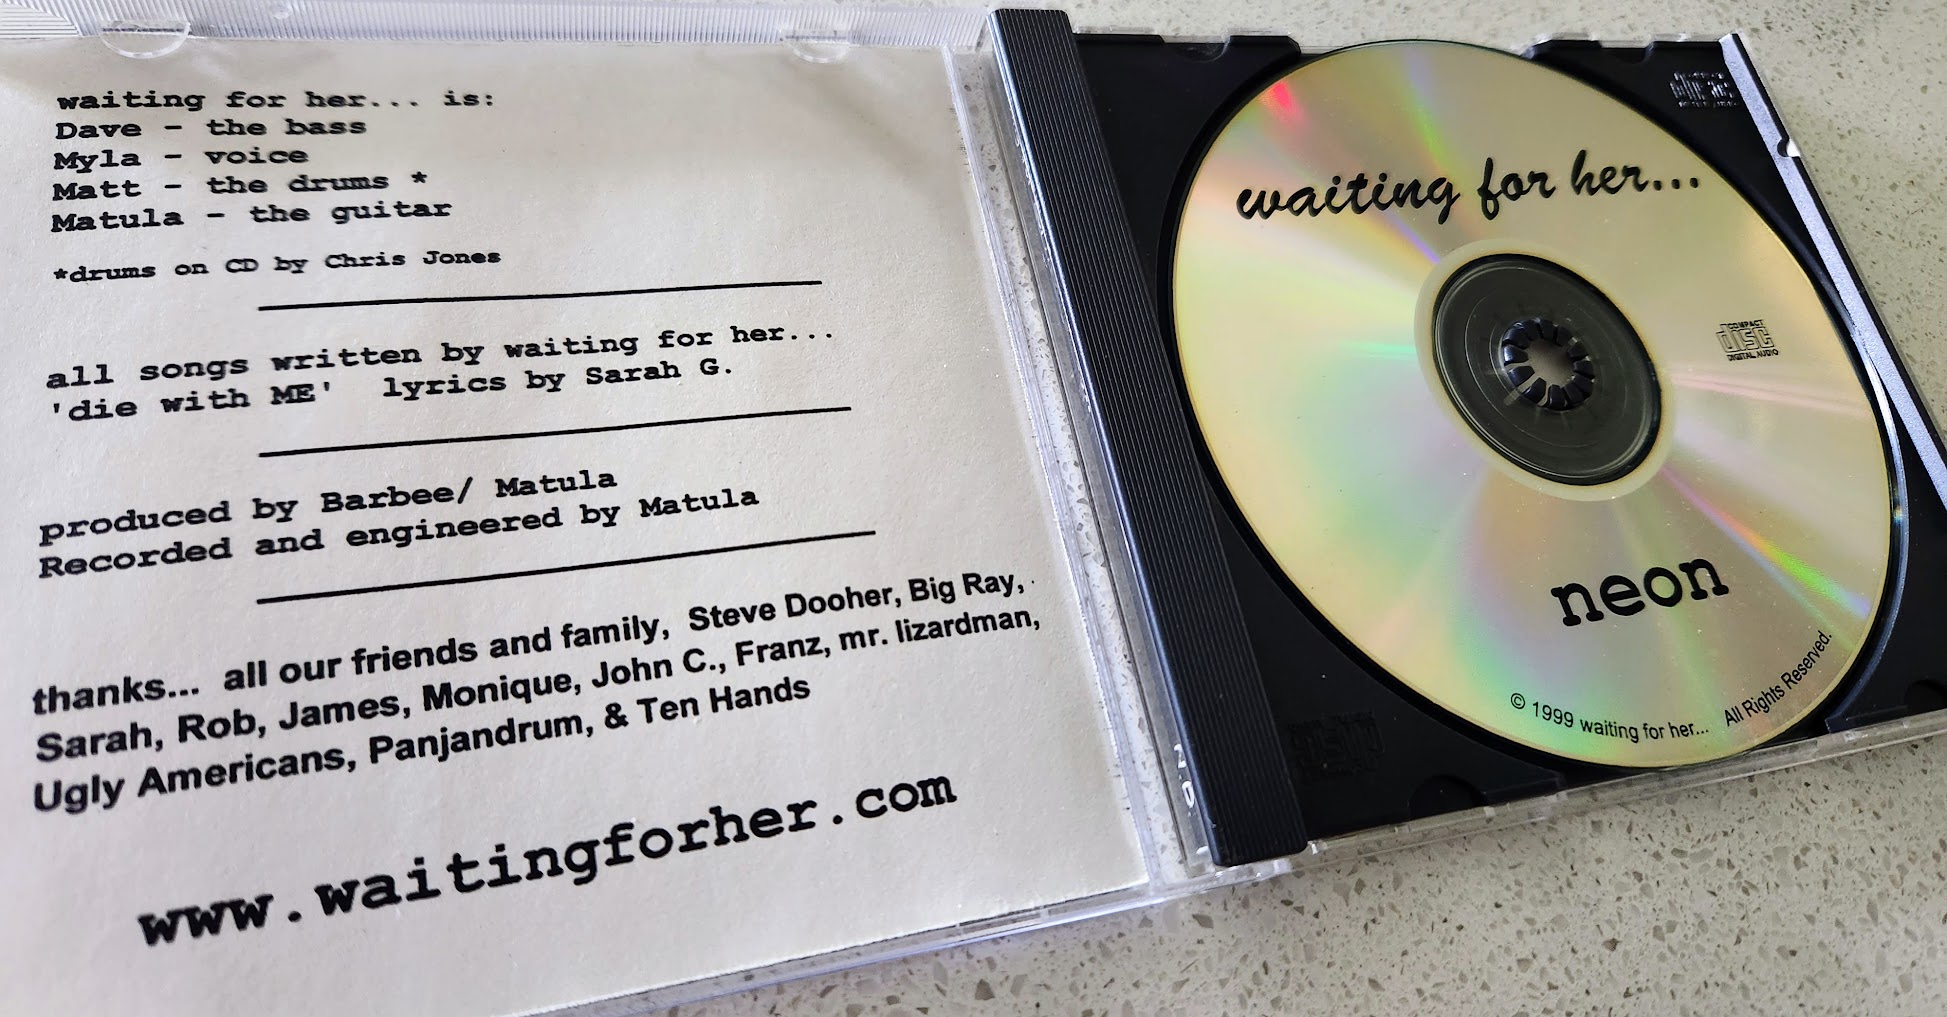 waiting for her... is:
Dave - the bass
Myla - voice
Matt - the drums *
Matula - the guitar
*drums on CD by Chris Jones
all songs written by waiting for her...
'die with ME' lyrics by Sarah G.
produced by Barbee/ Matula
Recorded and engineered by Matula
thanks... all our friends and family, Steve Dooher, Big Ray,
Sarah, Rob, James, Monique, John C., Franz, mr. lizardman,
Ugly Americans, Panjandrum, & Ten Hands
www.waitingforher.com
waiting for her...
COMPACT
disc
DIGITAL AUDIO
neon
© 1999 waiting for her... All Rights Reserved.